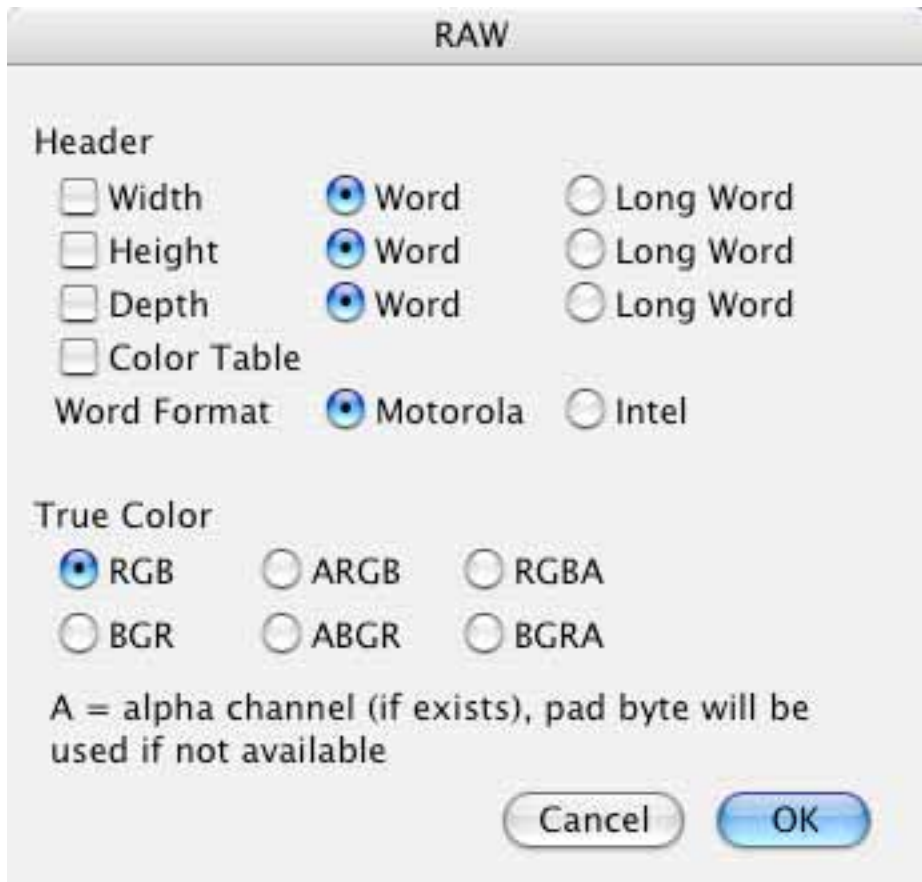 RAW
Header
Width Word Long Word
Height Word Long Word
Depth Word Long Word
Color Table
Word Format Motorola Intel
True Color
RGB ARGB RGBA
BGR ABGR BGRA
A = alpha channel (if exists), pad byte will be
used if not available
Cancel OK